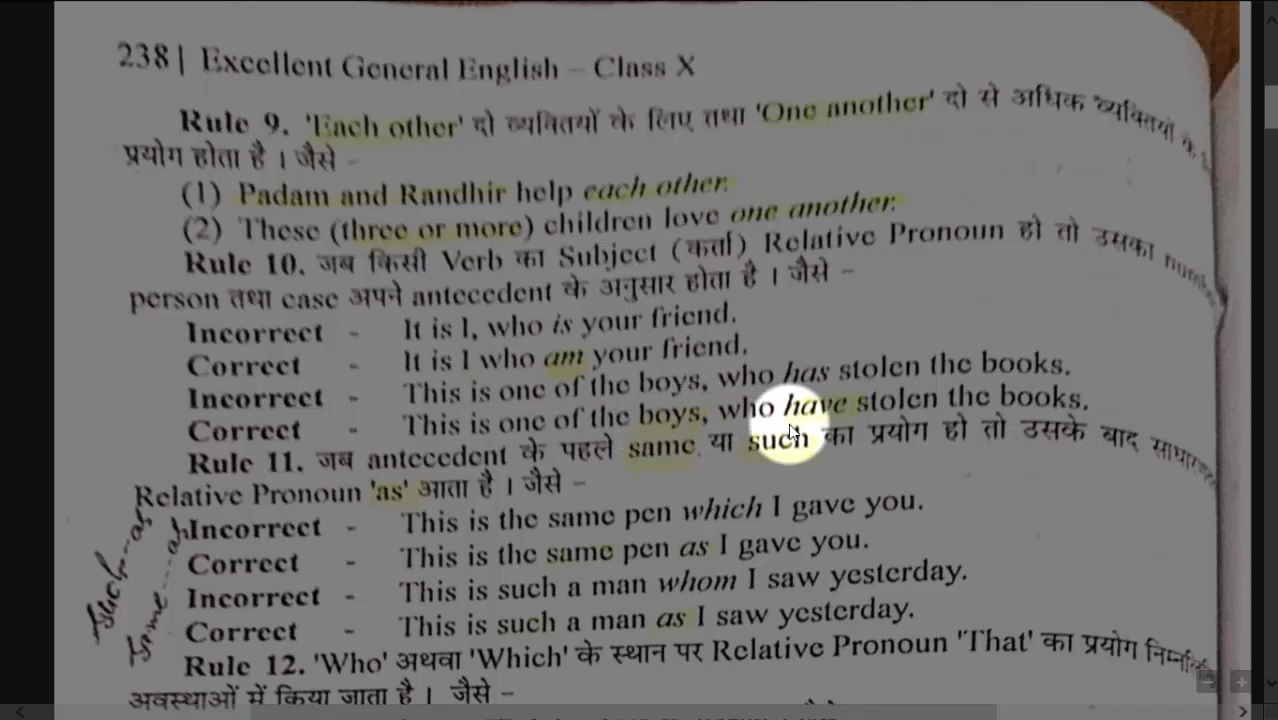 238| Excellent General English – Class X
Rule 9. 'Each other' दो व्यक्तियों के लिए तथा 'One another' दो से अधिक व्यक्तियों के
प्रयोग होता है । जैसे -
(1) Padam and Randhir help each other.
(2) These (three or more) children love one another.
Rule 10. जब किसी Verb का Subject (कर्ता) Relative Pronoun हो तो उसका number
person तथा case अपने antecedent के अनुसार होता है । जैसे –
Incorrect - It is I, who is your friend.
Correct - It is I who am your friend.
Incorrect - This is one of the boys, who has stolen the books.
Correct - This is one of the boys, who have stolen the books.
Rule 11. जब antecedent के पहले same या such का प्रयोग हो तो उसके बाद
Relative Pronoun 'as' आता है । जैसे –
Incorrect - This is the same pen which I gave you.
Correct - This is the same pen as I gave you.
Incorrect - This is such a man whom I saw yesterday.
Correct - This is such a man as I saw yesterday.
Such---as
Same---as
Rule 12. 'Who' अथवा 'Which' के स्थान पर Relative Pronoun 'That' का प्रयोग
अवस्थाओं में किया जाता है । जैसे –